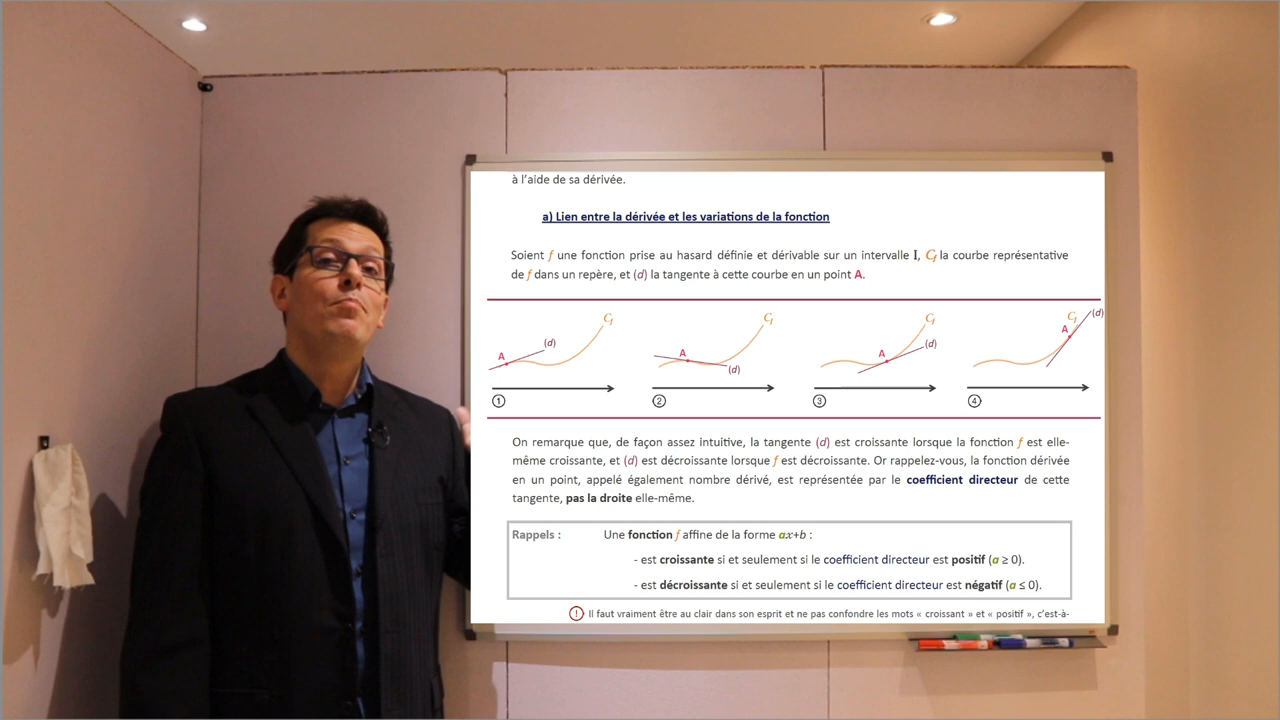 à l'aide de sa dérivée.
a) Lien entre la dérivée et les variations de la fonction
Soient f une fonction prise au hasard définie et dérivable sur un intervalle I, Cf la courbe représentative
de f dans un repère, et (d) la tangente à cette courbe en un point A.
A (d) Cf
A (d) Cf
A (d) Cf
A Cf (d)
① ② ③ ④
On remarque que, de façon assez intuitive, la tangente (d) est croissante lorsque la fonction f est elle-
même croissante, et (d) est décroissante lorsque f est décroissante. Or rappelez-vous, la fonction dérivée
en un point, appelé également nombre dérivé, est représentée par le coefficient directeur de cette
tangente, pas la droite elle-même.
Rappels : Une fonction f affine de la forme ax+b :
- est croissante si et seulement si le coefficient directeur est positif (a ≥ 0).
- est décroissante si et seulement si le coefficient directeur est négatif (a ≤ 0).
! Il faut vraiment être au clair dans son esprit et ne pas confondre les mots « croissant » et « positif », c'est-à-